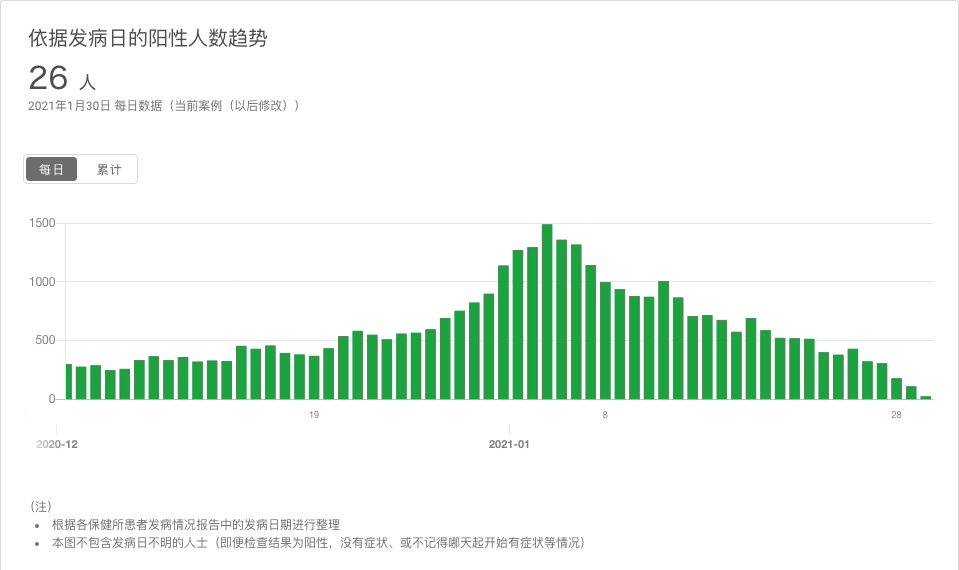 依据发病日的阳性人数趋势
26 人
2021年1月30日 每日数据（当前案例（以后修改））
每日 累计
1500
1000
500
0
19 8 28
2020-12 2021-01
(注)
• 根据各保健所患者发病情况报告中的发病日期进行整理
• 本图不包含发病日不明的人士（即便检查结果为阳性，没有症状、或不记得哪天起开始有症状等情况）